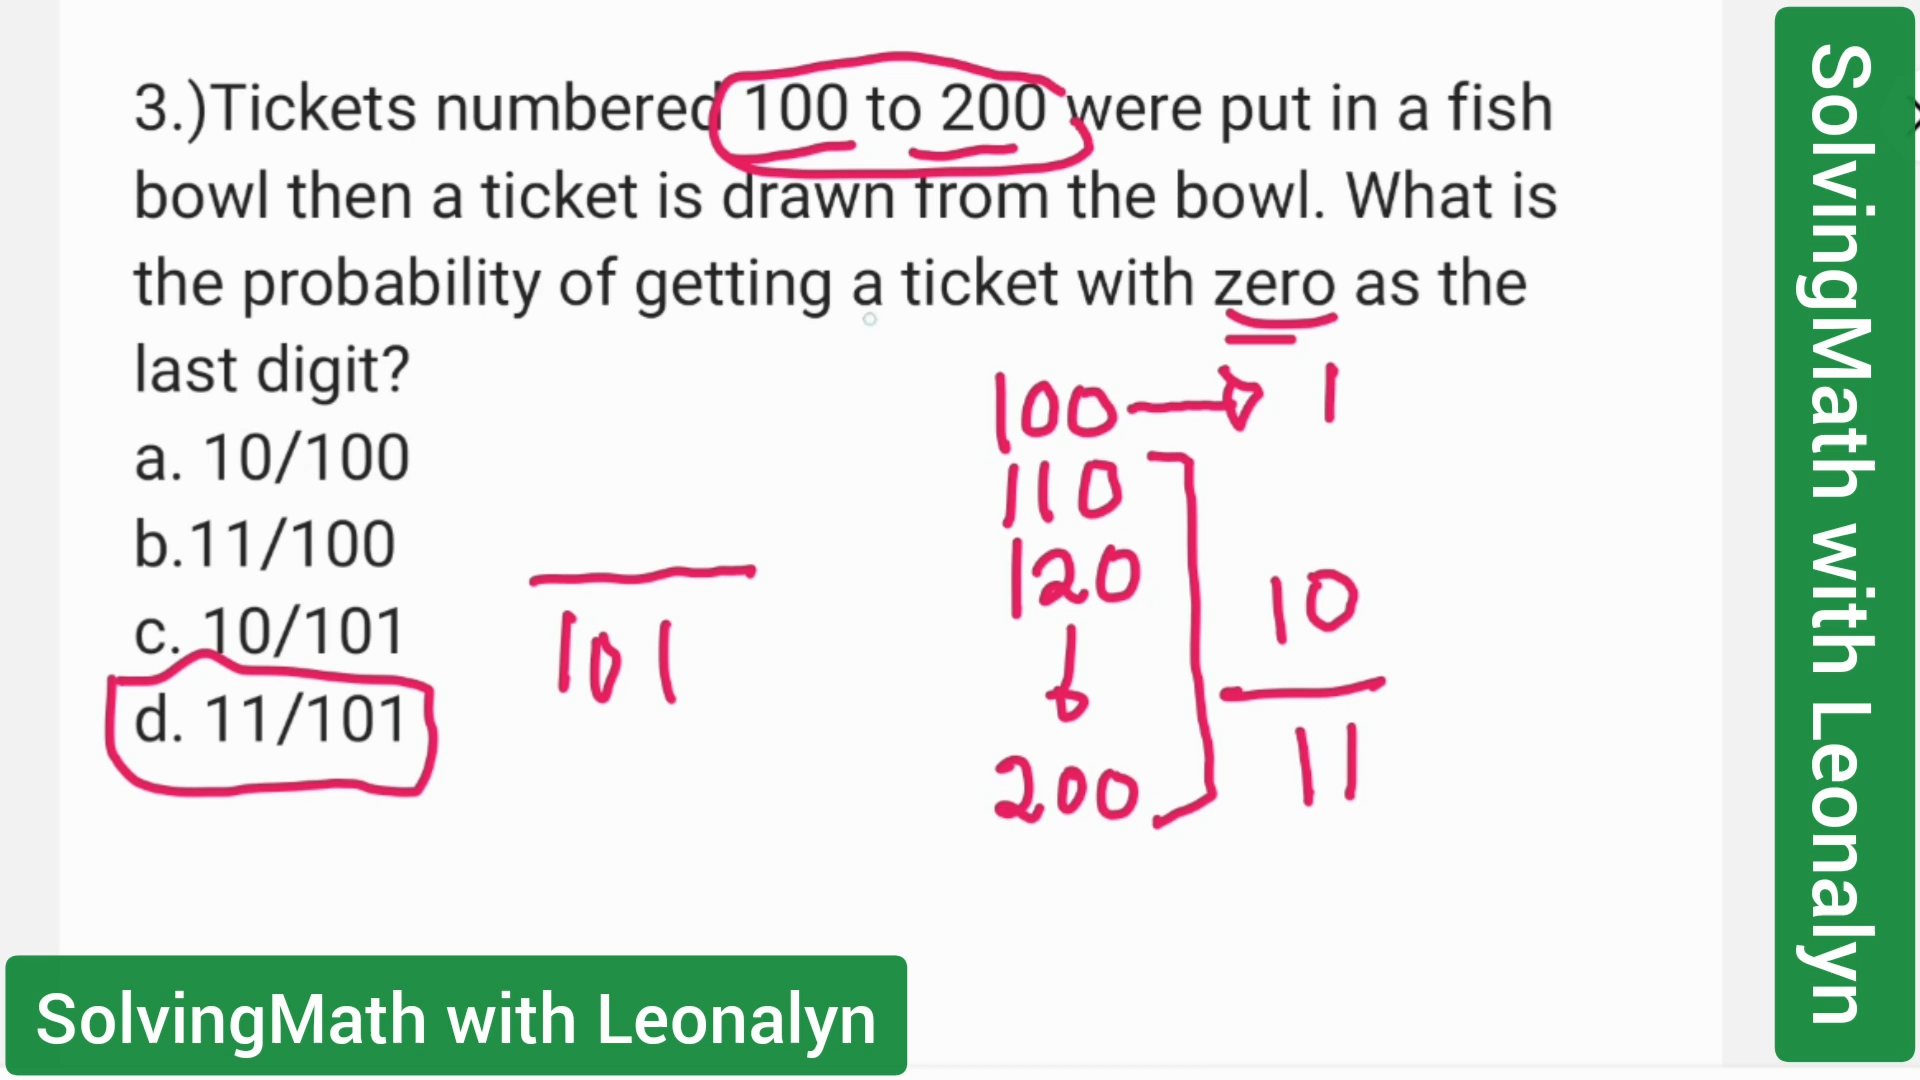 3.)Tickets numbered 100 to 200 were put in a fish
bowl then a ticket is drawn from the bowl. What is
the probability of getting a ticket with zero as the
last digit?
a. 10/100
b.11/100
c. 10/101
d. 11/101
101
100 → 1
110
120
200
10
11
SolvingMath with Leonalyn
SolvingMath with Leonalyn